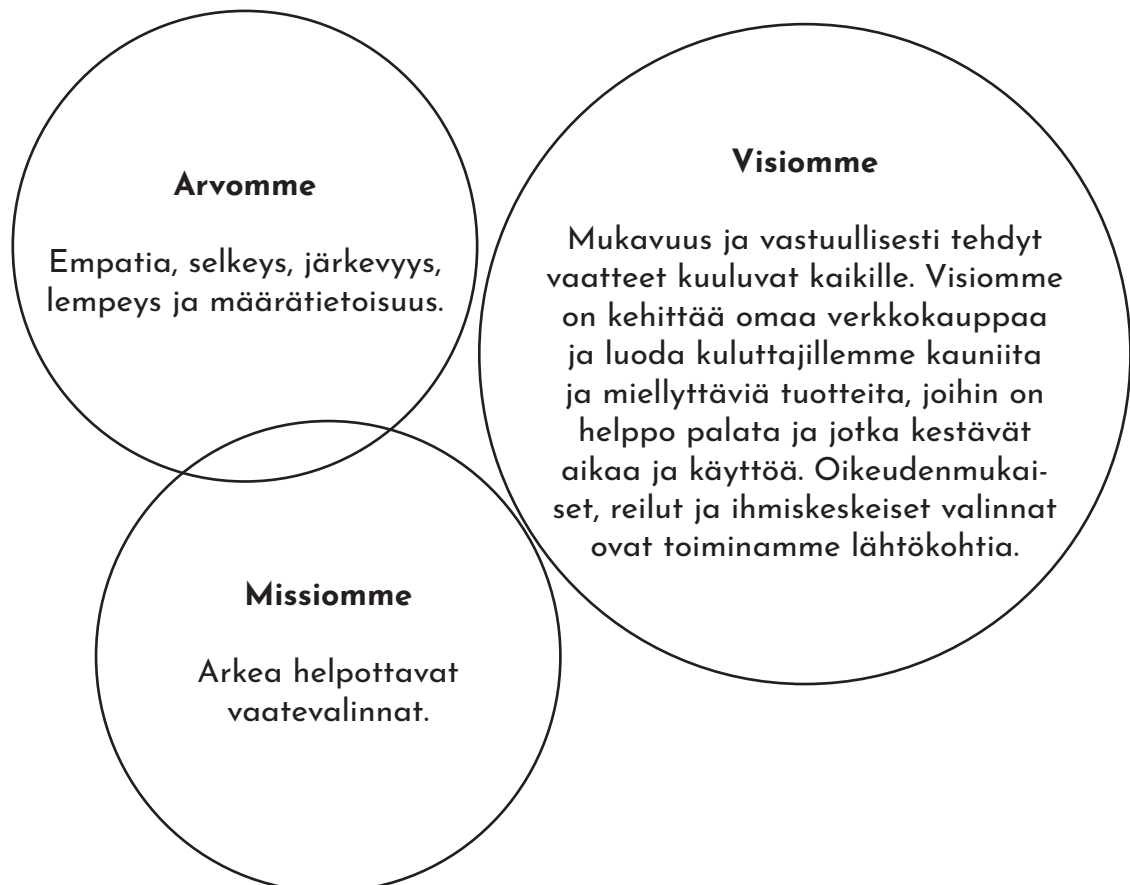 Arvomme
Empatia, selkeys, järkevyys,
lempeys ja määrätietoisuus.
Visiomme
Mukavuus ja vastuullisesti tehdyt
vaatteet kuuluvat kaikille. Visiomme
on kehittää omaa verkkokauppaa
ja luoda kuluttajillemme kauniita
ja miellyttäviä tuotteita, joihin on
helppo palata ja jotka kestävät
aikaa ja käyttöä. Oikeudenmukai-
set, reilut ja ihmiskeskeiset valinnat
ovat toiminamme lähtökohtia.
Missiomme
Arkea helpottavat
vaatevalinnat.